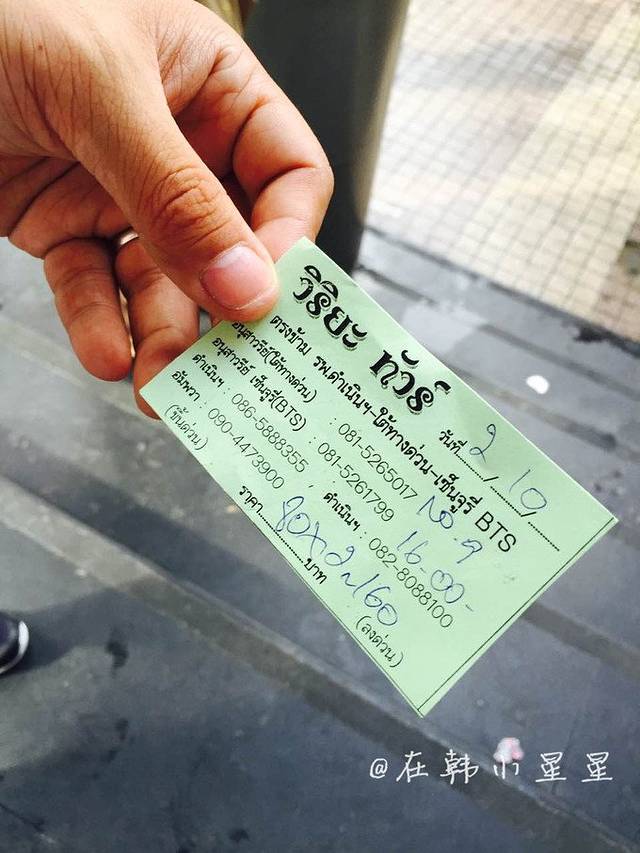 วิริยะ ทัวร์
วันที่ 2 / 10 /
ตรงข้าม รพ.ดำเนินฯ-ใต้ทางด่วน-เซ็นจูรี BTS
อนุสาวรีย์(ใต้ทางด่วน) : 081-5265017 NO.9
อนุสาวรีย์ เซ็นจูรี(BTS) : 081-5261799 16.00-
ดำเนินฯ : 086-5888355 , ดำเนินฯ : 082-8088100
อัมพวา : 090-4473900
(ขึ้นด่วน)
ราคา 80x2=160 บาท
(ลงด่วน)
@在韩小星星